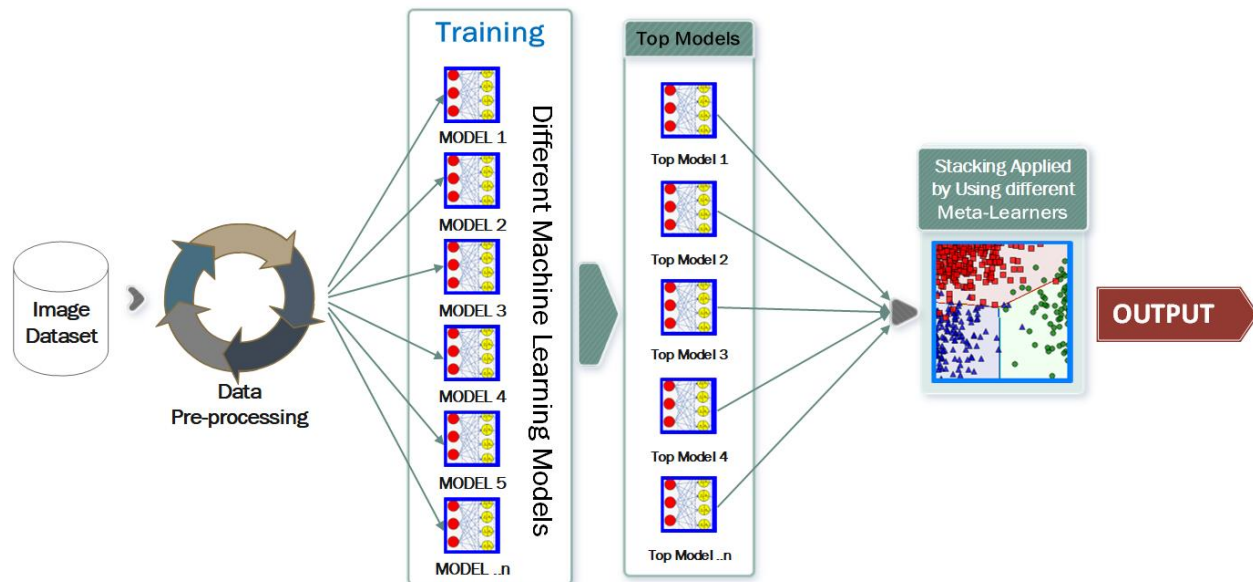 Image
Dataset
Data
Pre-processing
Training
MODEL 1
MODEL 2
MODEL 3
MODEL 4
MODEL 5
MODEL ..n
Different Machine Learning Models
Top Models
Top Model 1
Top Model 2
Top Model 3
Top Model 4
Top Model ..n
Stacking Applied
by Using different
Meta-Learners
OUTPUT